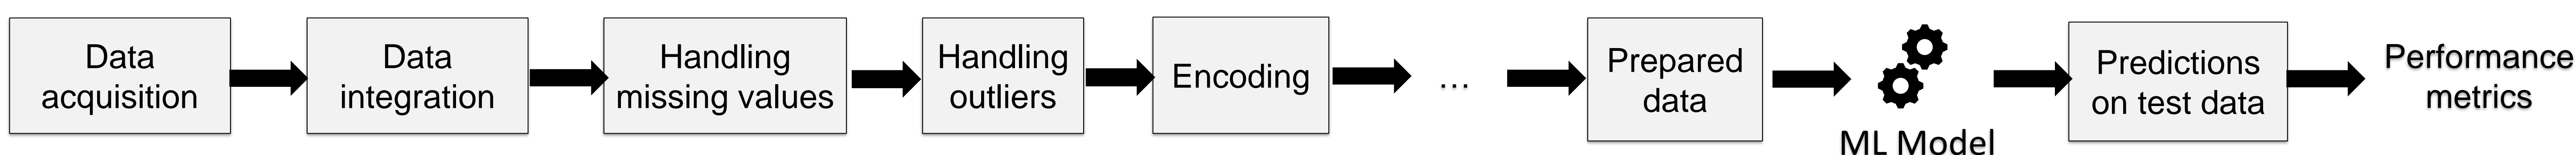 Data
acquisition
Data
integration
Handling
missing values
Handling
outliers
Encoding
...
Prepared
data
ML Model
Predictions
on test data
Performance
metrics